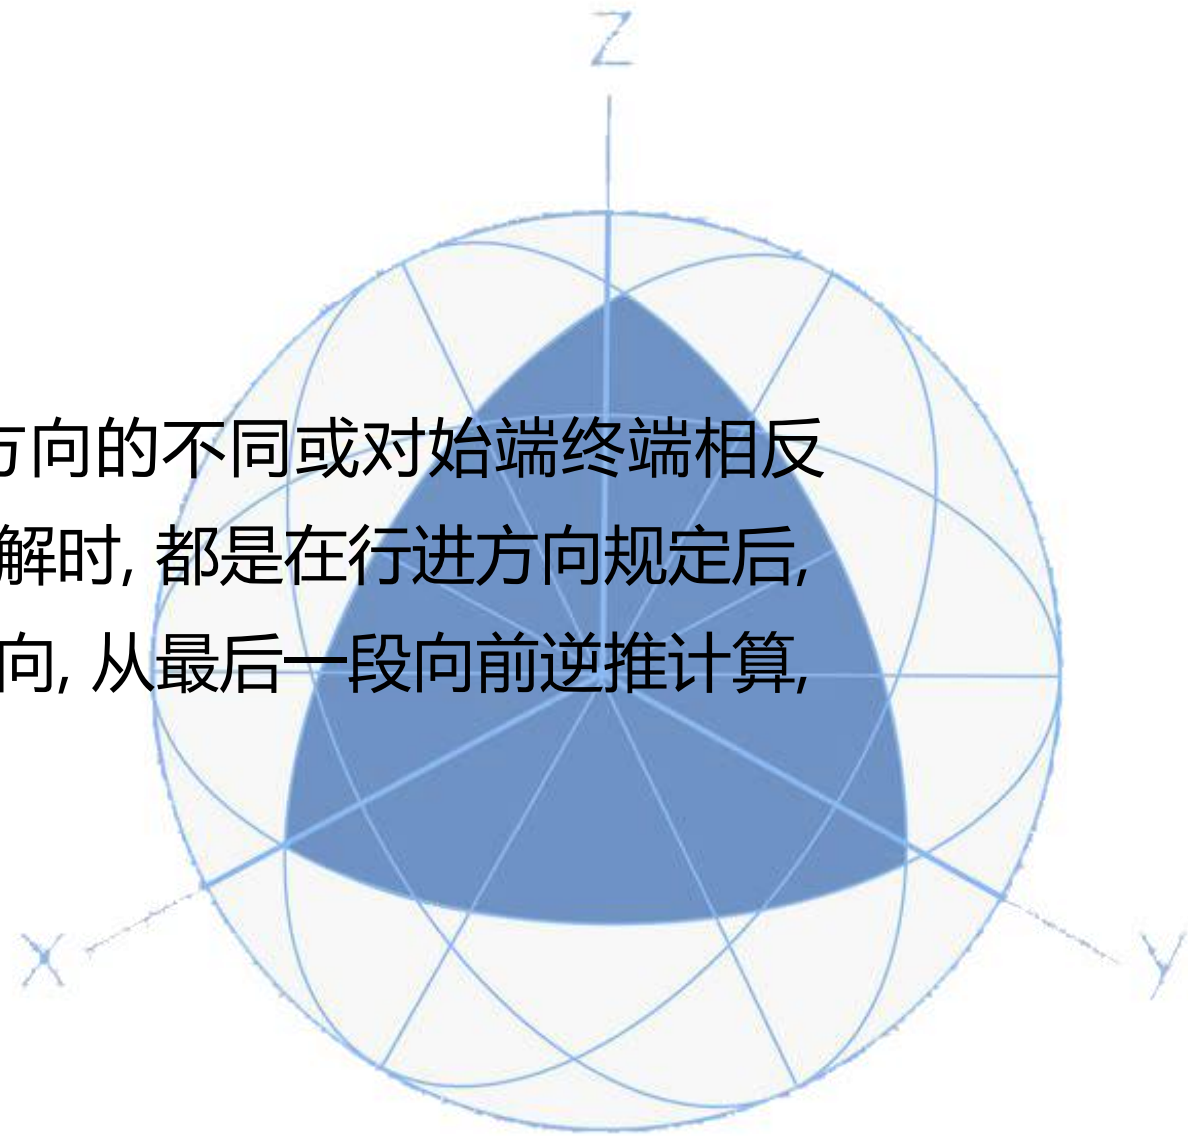 Z
方向的不同或对始端终端相反
解时, 都是在行进方向规定后,
向, 从最后一段向前逆推计算,
X
Y